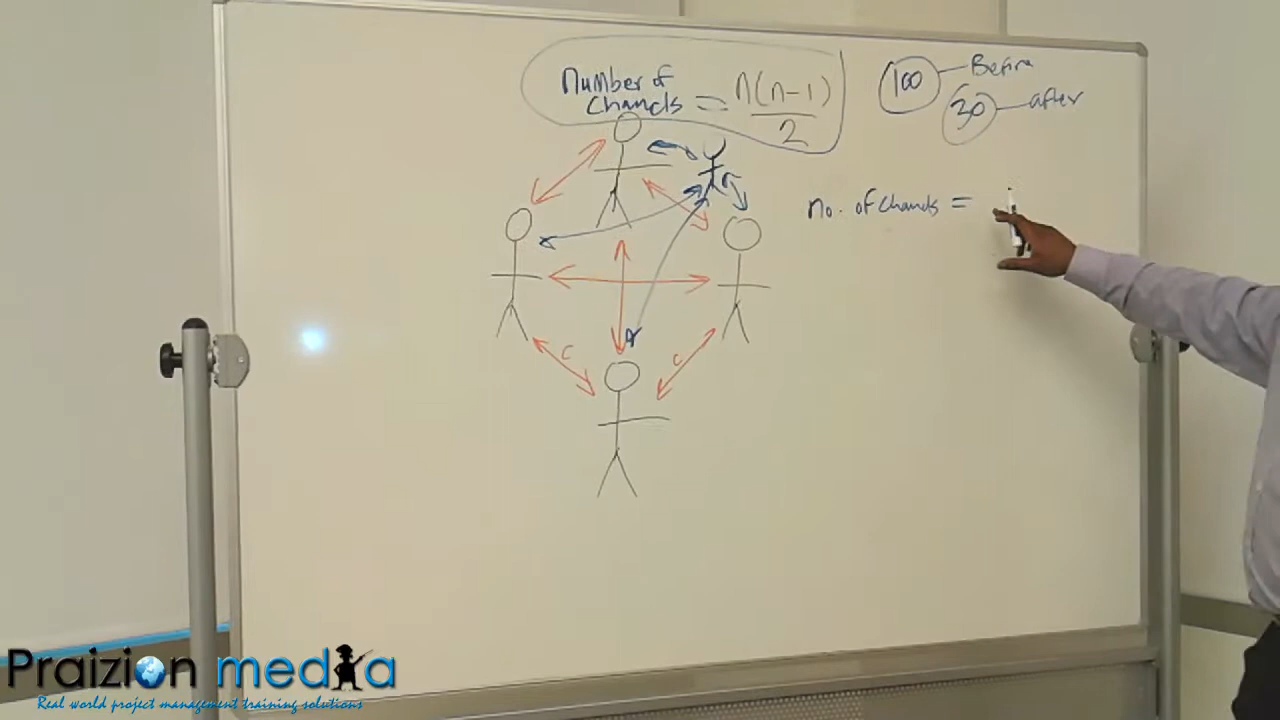 Number of
Channels = n(n-1)
2
100 Before
30 after
no. of channels =
C
C
Praizion media
Real world project management training solutions